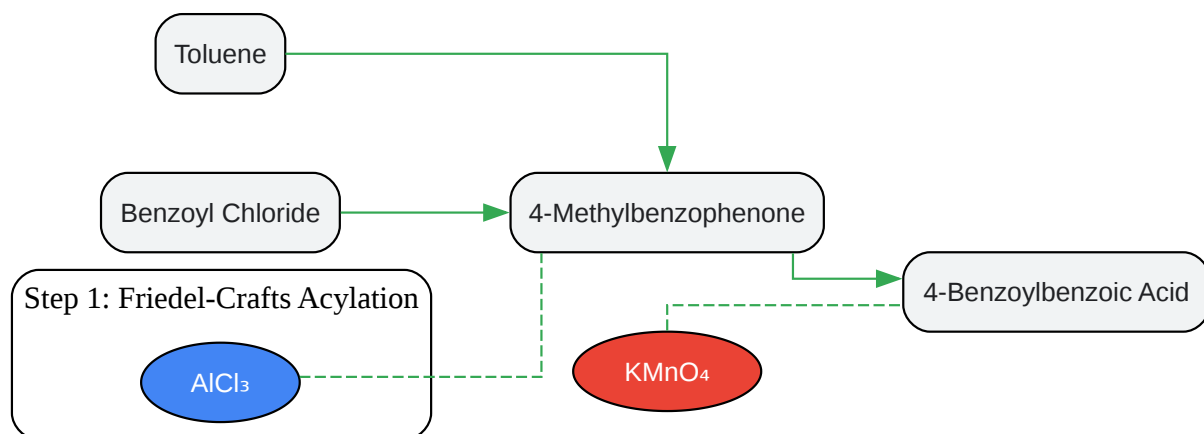 Toluene
Benzoyl Chloride
4-Methylbenzophenone
4-Benzoylbenzoic Acid
Step 1: Friedel-Crafts Acylation
AlCl₃
KMnO₄